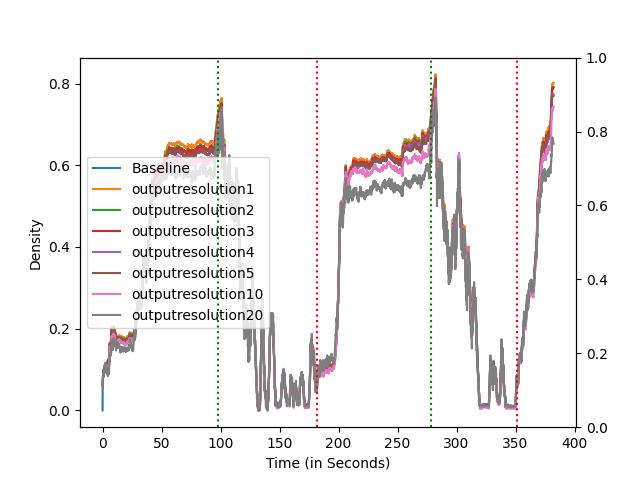 Density
0.8
0.6
0.4
0.2
0.0
Baseline
outputresolution1
outputresolution2
outputresolution3
outputresolution4
outputresolution5
outputresolution10
outputresolution20
1.0
0.8
0.6
0.4
0.2
0.0
0 50 100 150 200 250 300 350 400
Time (in Seconds)